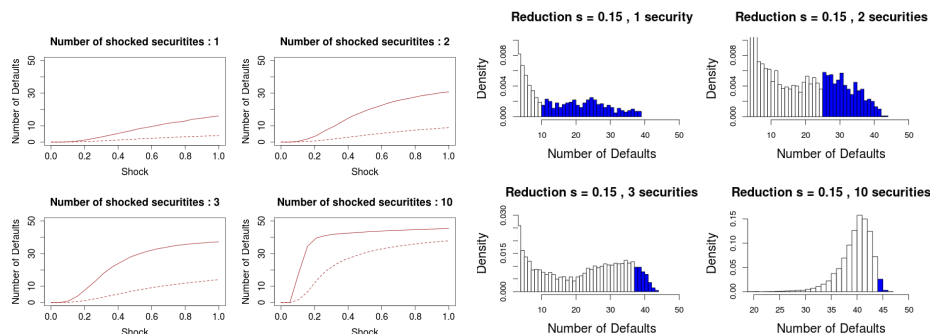 Number of shocked securitites : 1
Number of Defaults
0 10 30 50
0.0 0.2 0.4 0.6 0.8 1.0
Shock
Number of shocked securitites : 2
Number of Defaults
0 10 30 50
0.0 0.2 0.4 0.6 0.8 1.0
Shock
Reduction s = 0.15 , 1 security
Density
0.000 0.004 0.008
10 20 30 40 50
Number of Defaults
Reduction s = 0.15 , 2 securities
Density
0.000 0.004 0.008
10 20 30 40 50
Number of Defaults
Number of shocked securitites : 3
Number of Defaults
0 10 30 50
0.0 0.2 0.4 0.6 0.8 1.0
Shock
Number of shocked securitites : 10
Number of Defaults
0 10 30 50
0.0 0.2 0.4 0.6 0.8 1.0
Shock
Reduction s = 0.15 , 3 securities
Density
0.000 0.015 0.030
10 20 30 40 50
Number of Defaults
Reduction s = 0.15 , 10 securities
Density
0.00 0.05 0.10 0.15
20 25 30 35 40 45 50
Number of Defaults